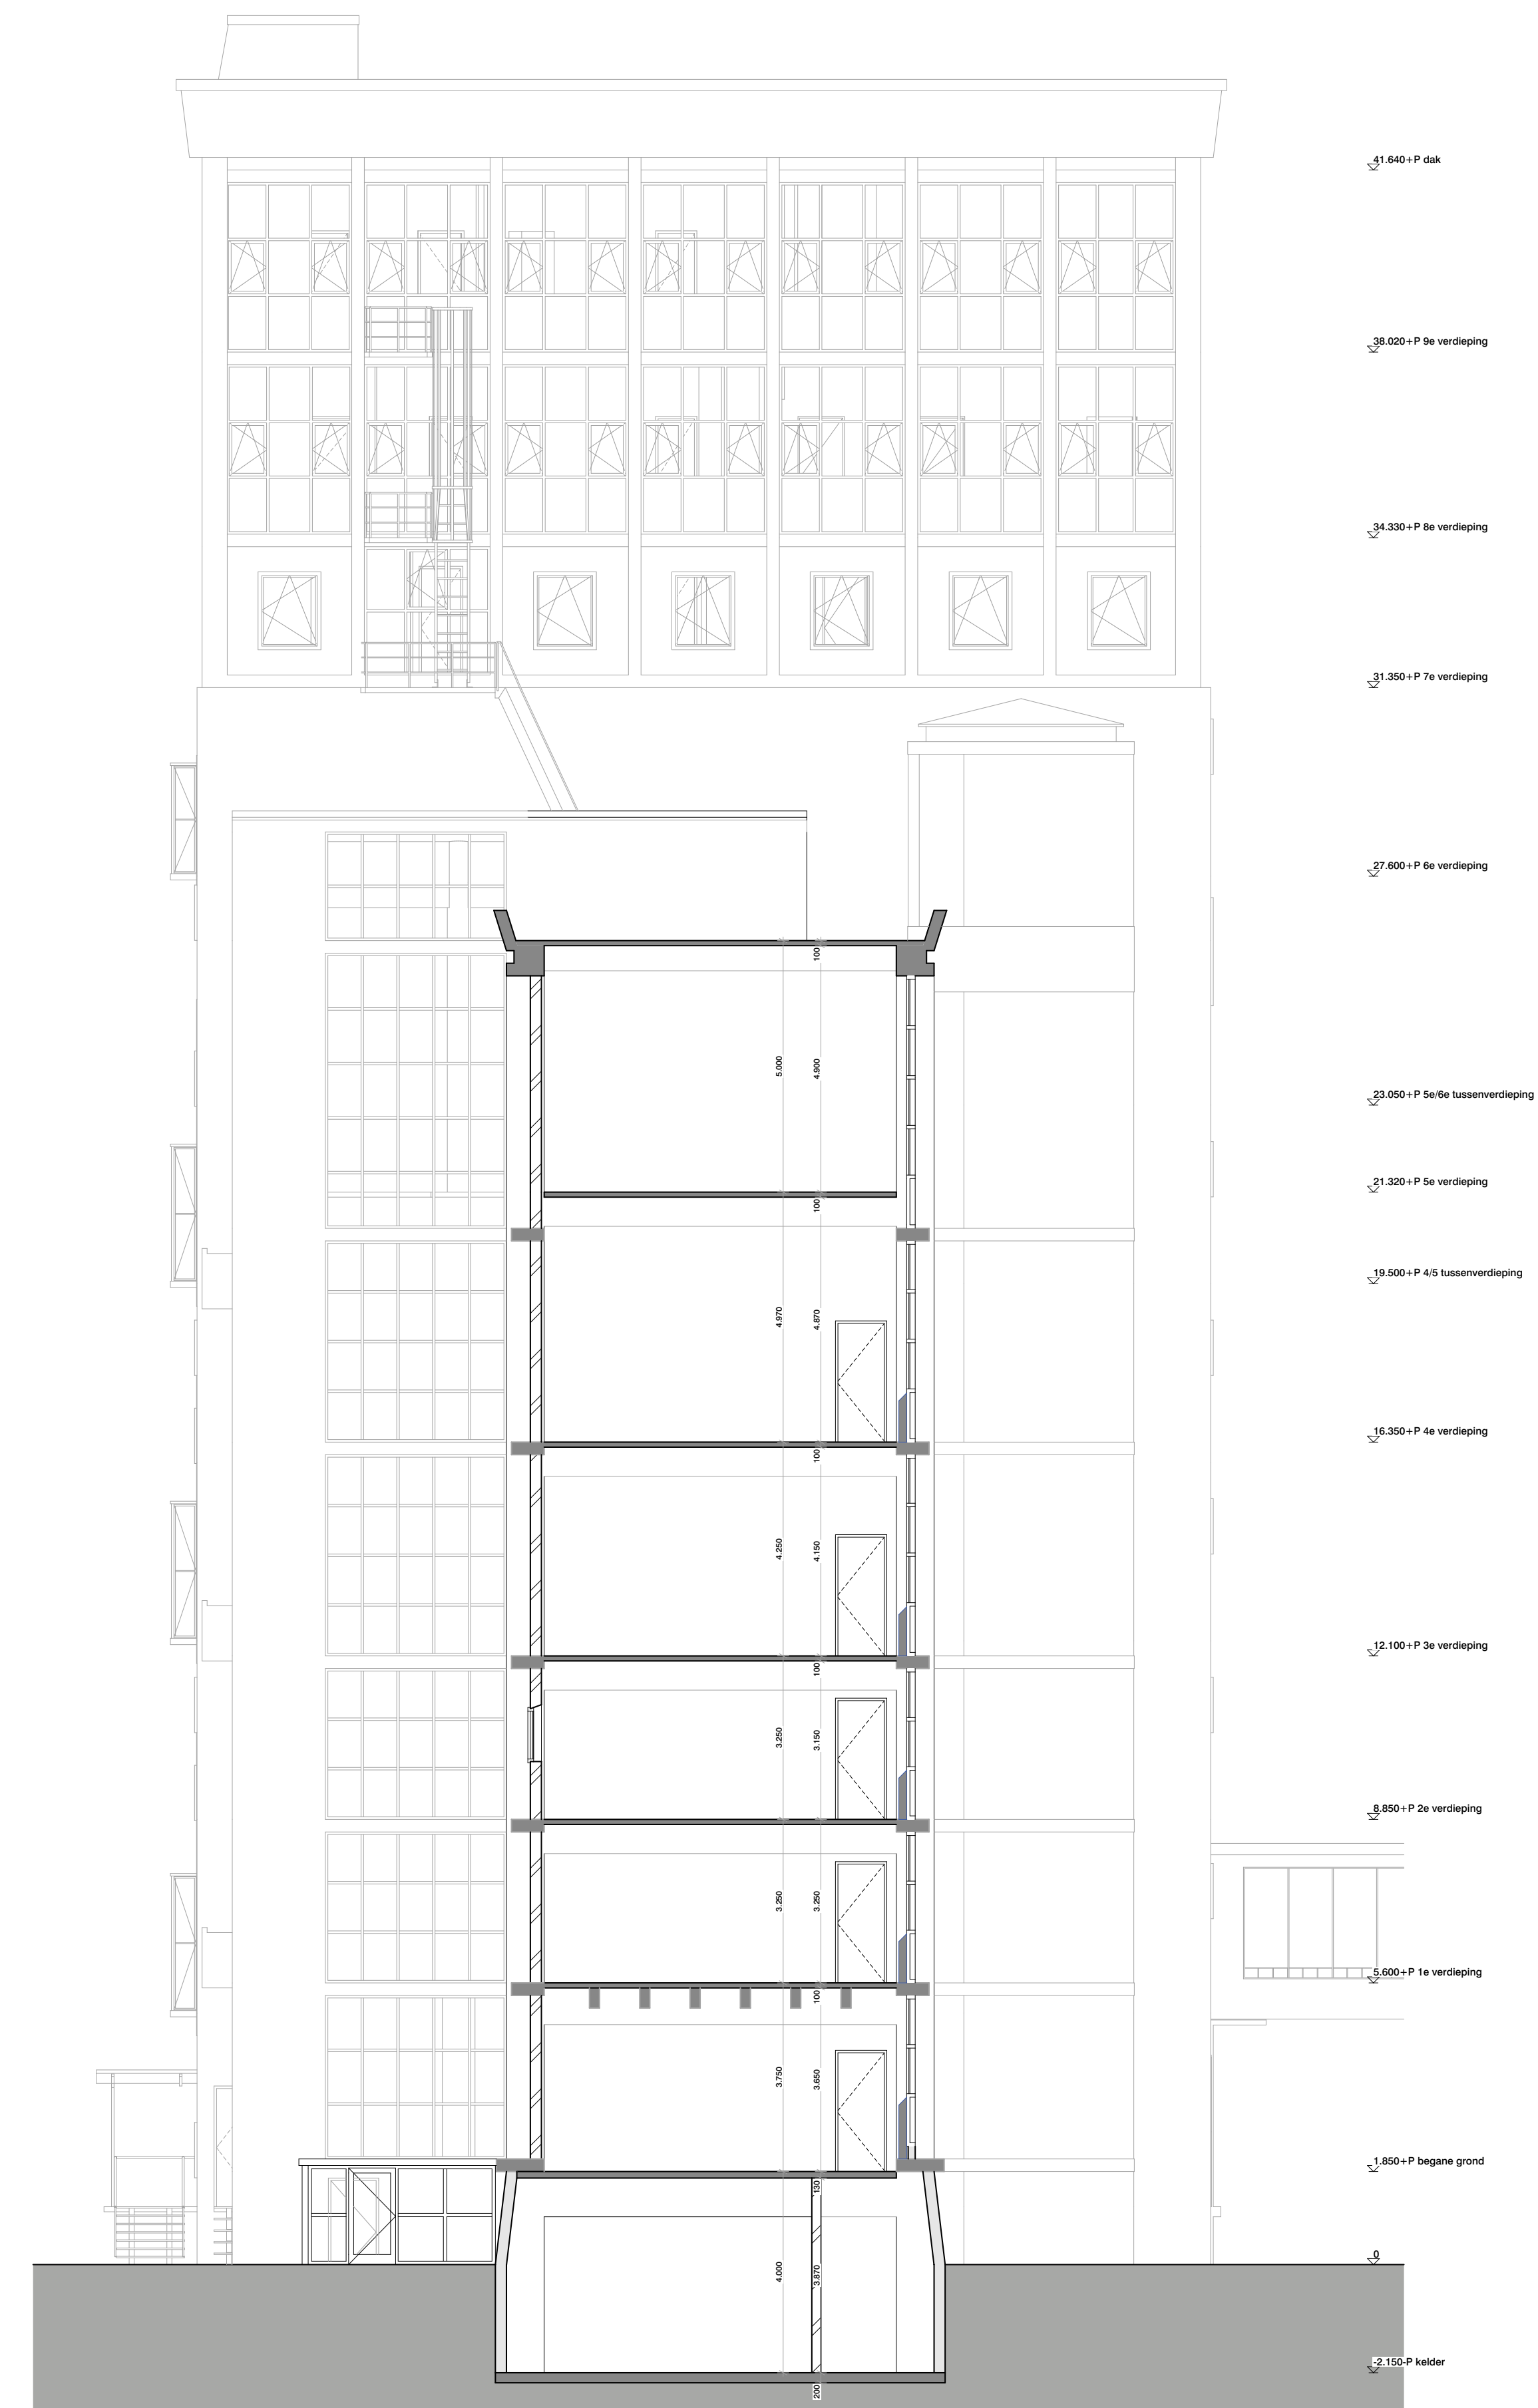 41.640+P dak
38.020+P 9e verdieping
34.330+P 8e verdieping
31.350+P 7e verdieping
27.600+P 6e verdieping
100
5.000
4.900
23.050+P 5e/6e tussenverdieping
21.320+P 5e verdieping
100
19.500+P 4/5 tussenverdieping
4.970
4.870
16.350+P 4e verdieping
100
4.250
4.150
12.100+P 3e verdieping
100
3.250
3.150
8.850+P 2e verdieping
3.250
3.250
5.600+P 1e verdieping
100
3.750
3.650
1.850+P begane grond
130
0
4.000
3.870
-2.150-P kelder
200